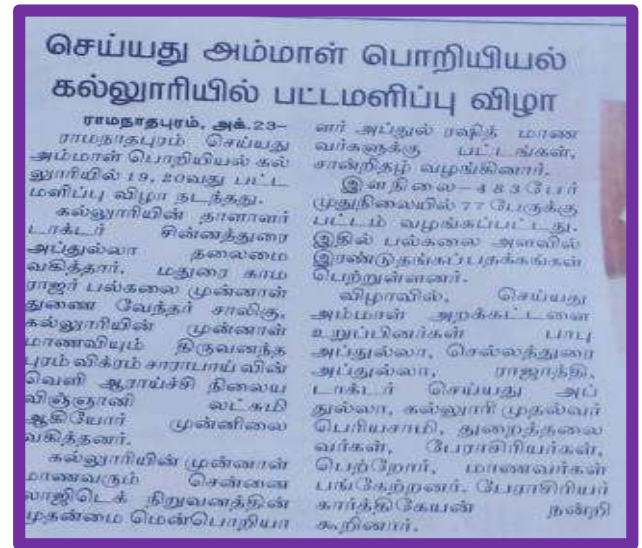 செய்யது அம்மாள் பொறியியல்
கல்லூரியில் பட்டமளிப்பு விழா
ராமநாதபுரம், அக்.23–
ராமநாதபுரம் செய்யது
அம்மாள் பொறியியல் கல்
லூரியில் 19, 20வது பட்ட
மளிப்பு விழா நடந்தது.
கல்லூரியின் தாளாளர்
டாக்டர் சின்னத்துரை
அப்துல்லா தலைமை
வகித்தார். மதுரை காம
ராஜர் பல்கலை முன்னாள்
துணை வேந்தர் சாலிகு,
கல்லூரியின் முன்னாள்
மாணவியும் திருவனந்த
புரம் விக்ரம் சாராபாய் விண்
வெளி ஆராய்ச்சி நிலைய
விஞ்ஞானி லட்சுமி
ஆகியோர் முன்னிலை
வகித்தனர்.
கல்லூரியின் முன்னாள்
மாணவரும் சென்னை
லாஜிடெக் நிறுவனத்தின்
முதன்மை மென்பொறியா
ளர் அப்துல் ரஷித் மாண
வர்களுக்கு பட்டங்கள்,
சான்றிதழ் வழங்கினார்.
இளநிலை–483 பேர்
முதுநிலையில் 77 பேருக்கு
பட்டம் வழங்கப்பட்டது.
இதில் பல்கலை அளவில்
இரண்டு தங்கப்பதக்கங்கள்
பெற்றுள்ளனர்.
விழாவில், செய்யது
அம்மாள் அறக்கட்டளை
உறுப்பினர்கள் பாபு
அப்துல்லா, செல்லத்துரை
அப்துல்லா, ராஜாத்தி,
டாக்டர் செய்யது அப்
துல்லா, கல்லூரி முதல்வர்
பெரியசாமி, துறைத்தலை
வர்கள், பேராசிரியர்கள்,
பெற்றோர், மாணவர்கள்
பங்கேற்றனர். பேராசிரியர்
கார்த்திகேயன் நன்றி
கூறினார்.